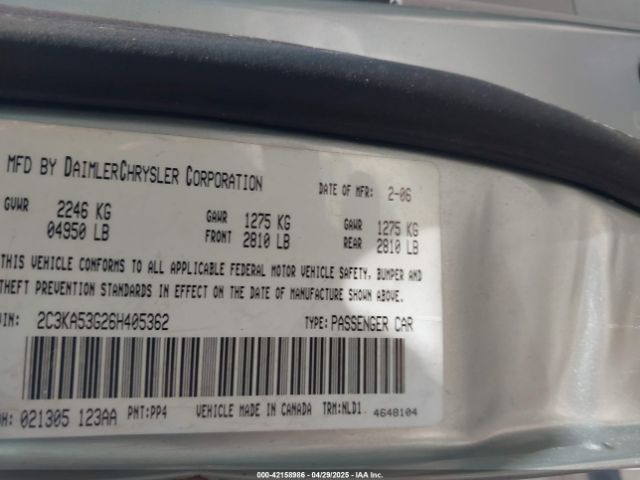 MFD BY DAIMLERCHRYSLER CORPORATION DATE OF MFR: 2-06
GVWR 2246 KG GAWR 1275 KG GAWR 1275 KG
04950 LB FRONT 2810 LB REAR 2810 LB
THIS VEHICLE CONFORMS TO ALL APPLICABLE FEDERAL MOTOR VEHICLE SAFETY, BUMPER AND
THEFT PREVENTION STANDARDS IN EFFECT ON THE DATE OF MANUFACTURE SHOWN ABOVE.
VIN: 2C3KA53G26H405362 TYPE: PASSENGER CAR
DH: 021305 123AA PNT:PP4 VEHICLE MADE IN CANADA TRM:NLD1 4648104
000-42158986 - 04/29/2025 - IAA Inc.